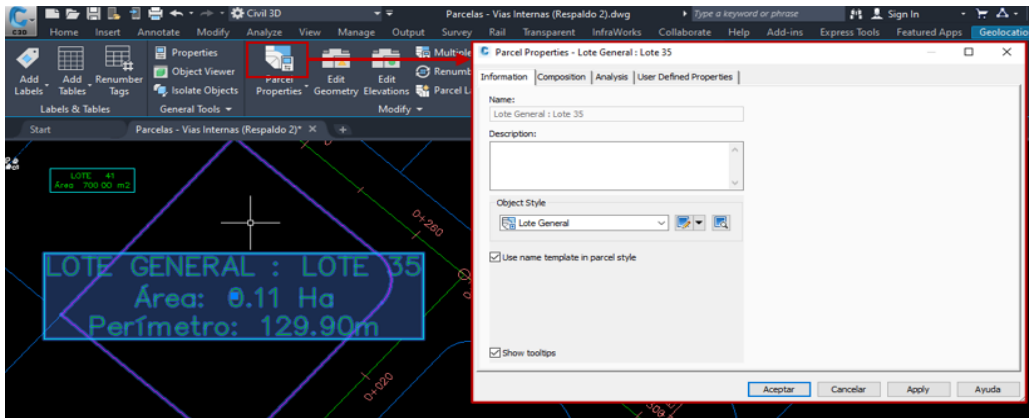 Civil 3D
Parcelas - Vias Internas (Respaldo 2).dwg
Type a keyword or phrase
Sign In
C3D
Home Insert Annotate Modify Analyze View Manage Output Survey Rail Transparent InfraWorks Collaborate Help Add-ins Express Tools Featured Apps Geolocatio
Add Labels
Add Tables
Renumber Tags
Labels & Tables
Properties
Object Viewer
Isolate Objects
General Tools
Parcel Properties
Edit Geometry
Edit Elevations
Multiple
Renumb
Parcel L
Modify
Start
Parcelas - Vias Internas (Respaldo 2)*
LOTE 41
Área 700.00 m2
0+260
LOTE GENERAL : LOTE 35
Área: 0.11 Ha
Perímetro: 129.90m
0+020
Parcel Properties - Lote General : Lote 35
Information Composition Analysis User Defined Properties
Name:
Lote General : Lote 35
Description:
Object Style
Lote General
Use name template in parcel style
Show tooltips
Aceptar Cancelar Apply Ayuda